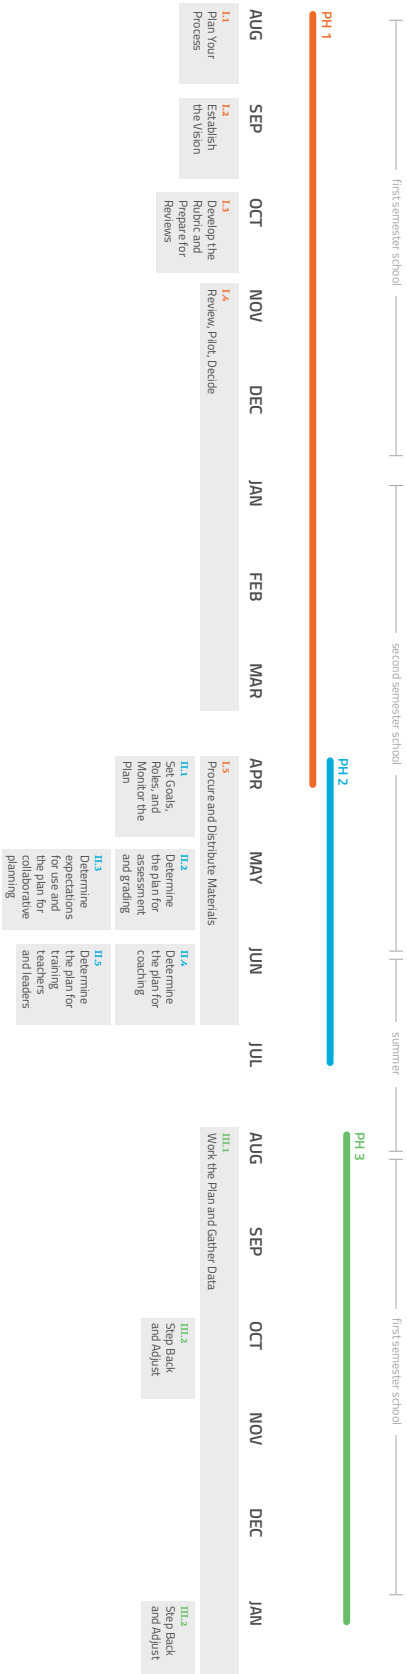 first semester school
second semester school
summer
first semester school
PH 1
PH 2
PH 3
AUG
SEP
OCT
NOV
DEC
JAN
FEB
MAR
APR
MAY
JUN
JUL
AUG
SEP
OCT
NOV
DEC
JAN
I.1
Plan Your
Process
I.2
Establish
the Vision
I.3
Develop the
Rubric and
Prepare for
Reviews
I.4
Review, Pilot, Decide
I.5
Procure and Distribute Materials
II.1
Set Goals,
Roles, and
Monitor the
Plan
II.2
Determine
the plan for
assessment
and grading
II.3
Determine
expectations
for use and
the plan for
collaborative
planning
II.4
Determine
the plan for
coaching
II.5
Determine
the plan for
training
teachers
and leaders
III.1
Work the Plan and Gather Data
III.2
Step Back
and Adjust
III.2
Step Back
and Adjust